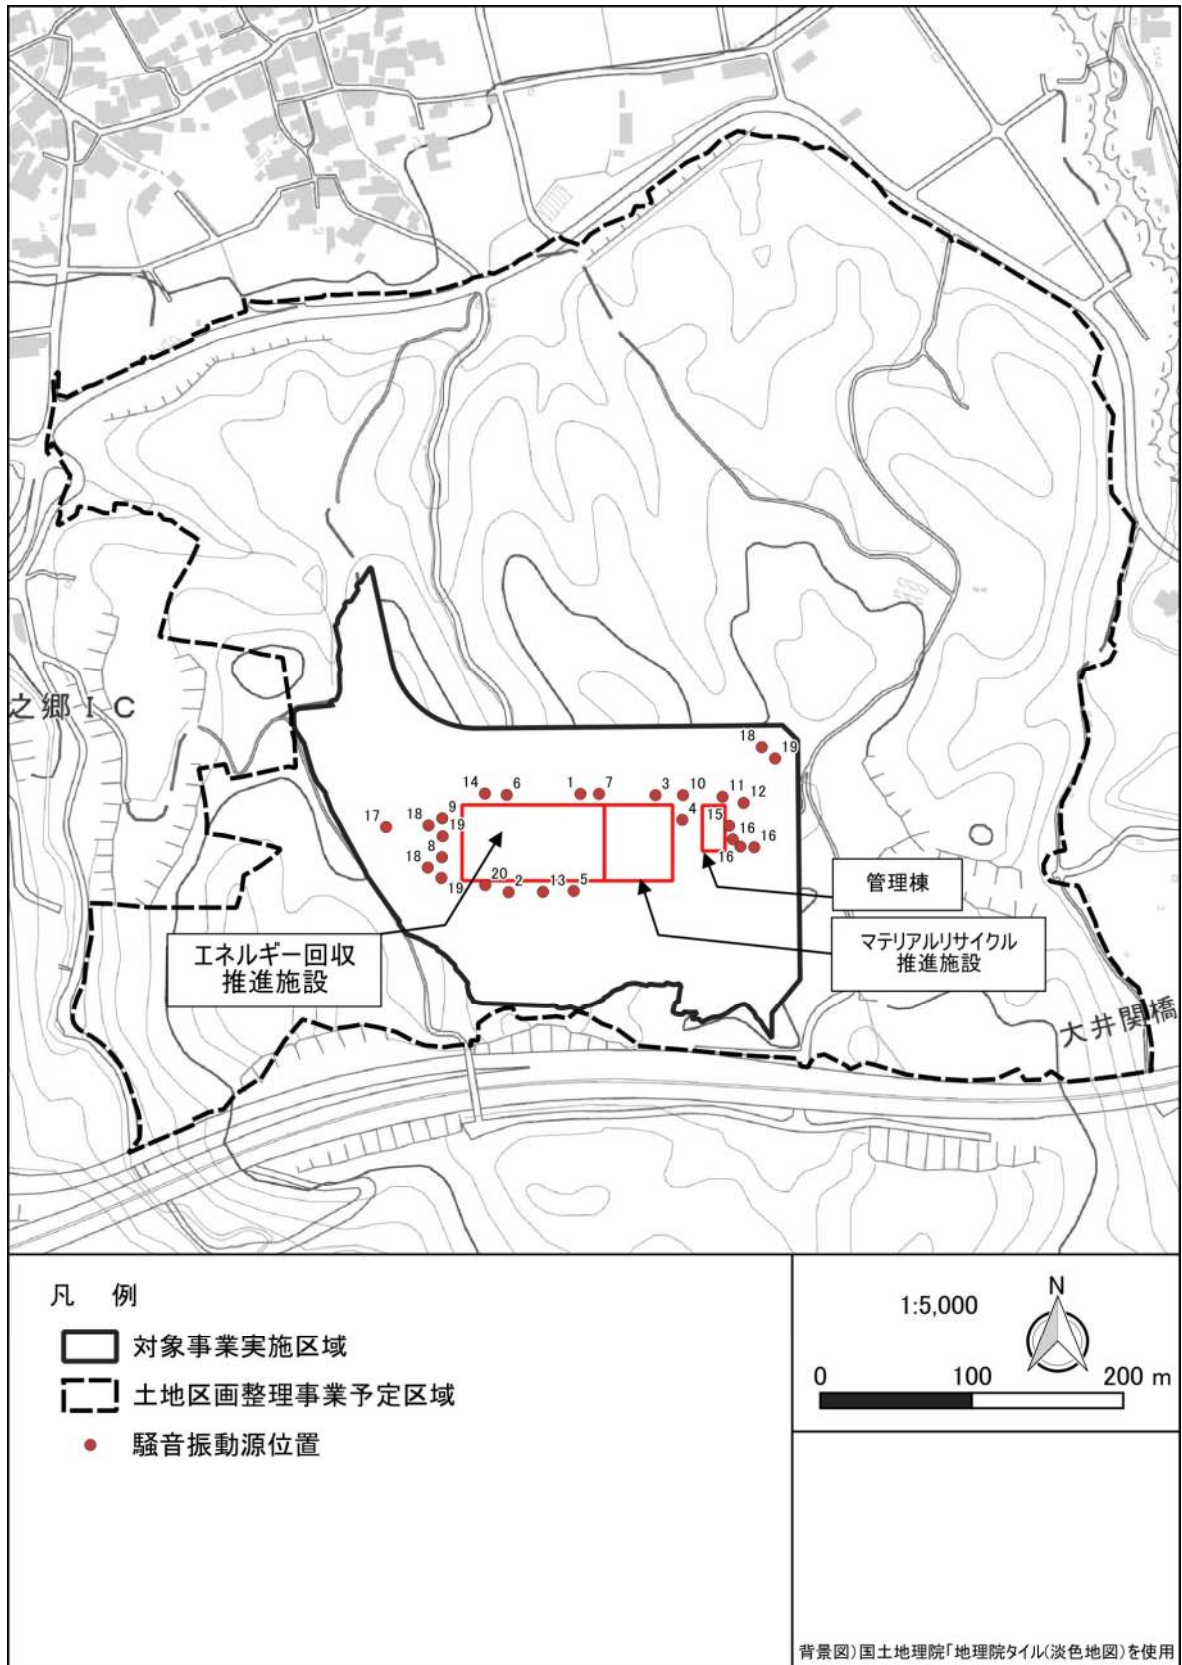 之郷ＩＣ
18
19
14
6
1
7
3
10
11
12
17
18
9
19
4
15
16
16
16
8
18
19
20
2
13
5
管理棟
エネルギー回収
推進施設
マテリアルリサイクル
推進施設
大井関橋
凡 例
対象事業実施区域
土地区画整理事業予定区域
騒音振動源位置
1:5,000
N
0 100 200 m
背景図)国土地理院「地理院タイル(淡色地図)を使用